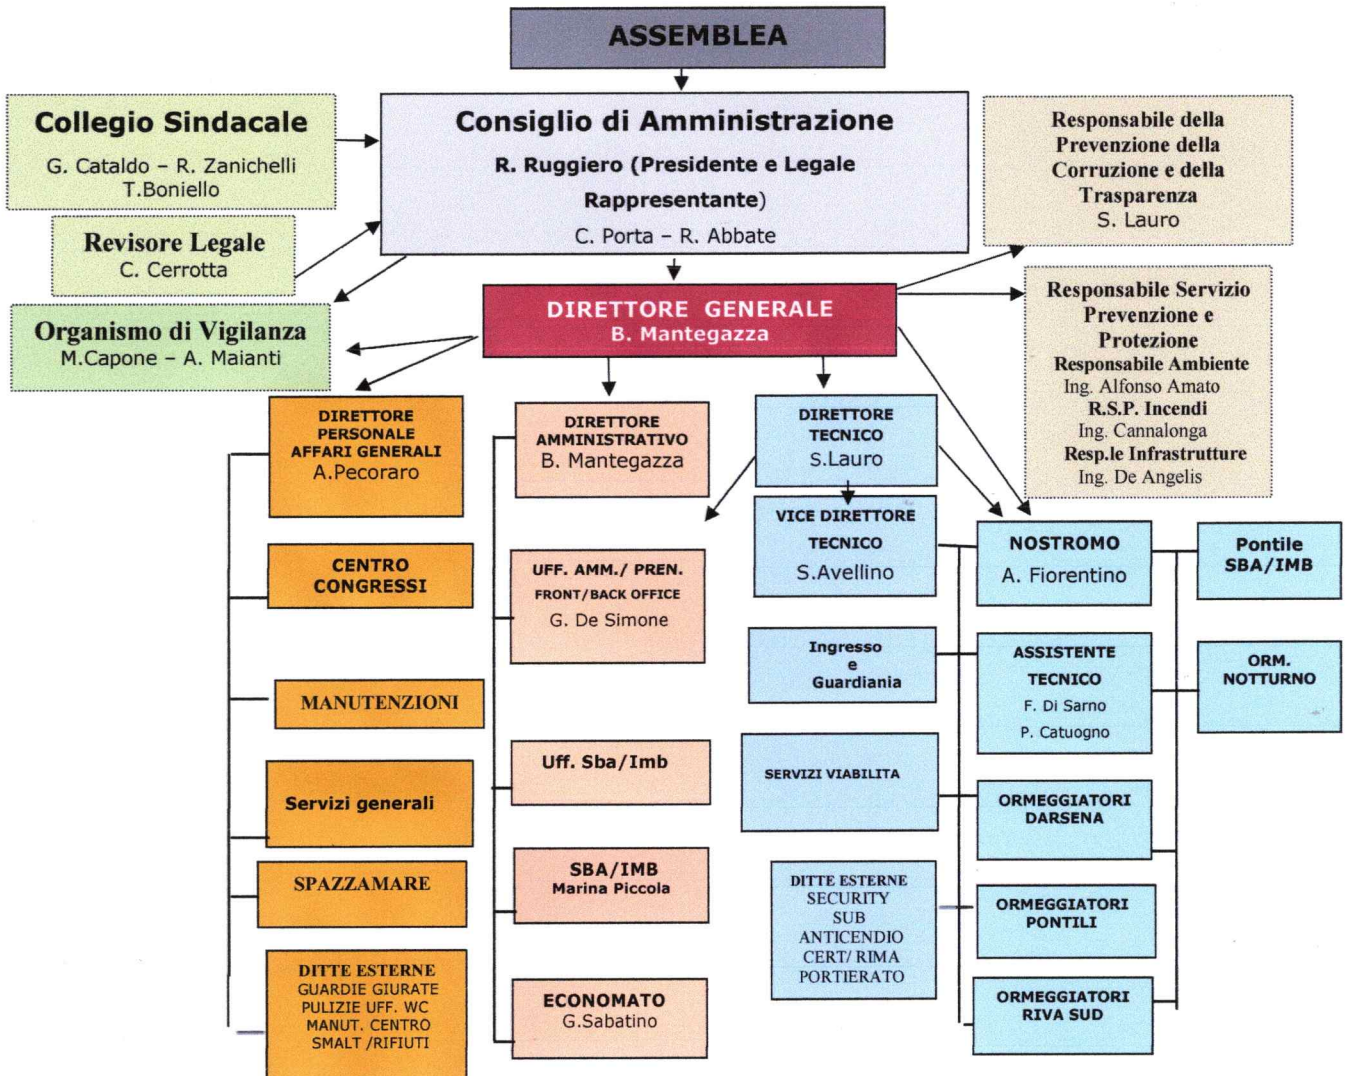 ASSEMBLEA
Collegio Sindacale
G. Cataldo – R. Zanichelli
T.Boniello
Consiglio di Amministrazione
R. Ruggiero (Presidente e Legale
Rappresentante)
C. Porta – R. Abbate
Responsabile della
Prevenzione della
Corruzione e della
Trasparenza
S. Lauro
Revisore Legale
C. Cerrotta
Organismo di Vigilanza
M.Capone – A. Maianti
DIRETTORE GENERALE
B. Mantegazza
Responsabile Servizio
Prevenzione e
Protezione
Responsabile Ambiente
Ing. Alfonso Amato
R.S.P. Incendi
Ing. Cannalonga
Resp.le Infrastrutture
Ing. De Angelis
DIRETTORE
PERSONALE
AFFARI GENERALI
A.Pecoraro
CENTRO
CONGRESSI
MANUTENZIONI
Servizi generali
SPAZZAMARE
DITTE ESTERNE
GUARDIE GIURATE
PULIZIE UFF. WC
MANUT. CENTRO
SMALT /RIFIUTI
DIRETTORE
AMMINISTRATIVO
B. Mantegazza
UFF. AMM./ PREN.
FRONT/BACK OFFICE
G. De Simone
Uff. Sba/Imb
SBA/IMB
Marina Piccola
ECONOMATO
G.Sabatino
DIRETTORE
TECNICO
S.Lauro
VICE DIRETTORE
TECNICO
S.Avellino
Ingresso
e
Guardiania
SERVIZI VIABILITA
DITTE ESTERNE
SECURITY
SUB
ANTICENDIO
CERT/ RIMA
PORTIERATO
NOSTROMO
A. Fiorentino
ASSISTENTE
TECNICO
F. Di Sarno
P. Catuogno
ORMEGGIATORI
DARSENA
ORMEGGIATORI
PONTILI
ORMEGGIATORI
RIVA SUD
Pontile
SBA/IMB
ORM.
NOTTURNO